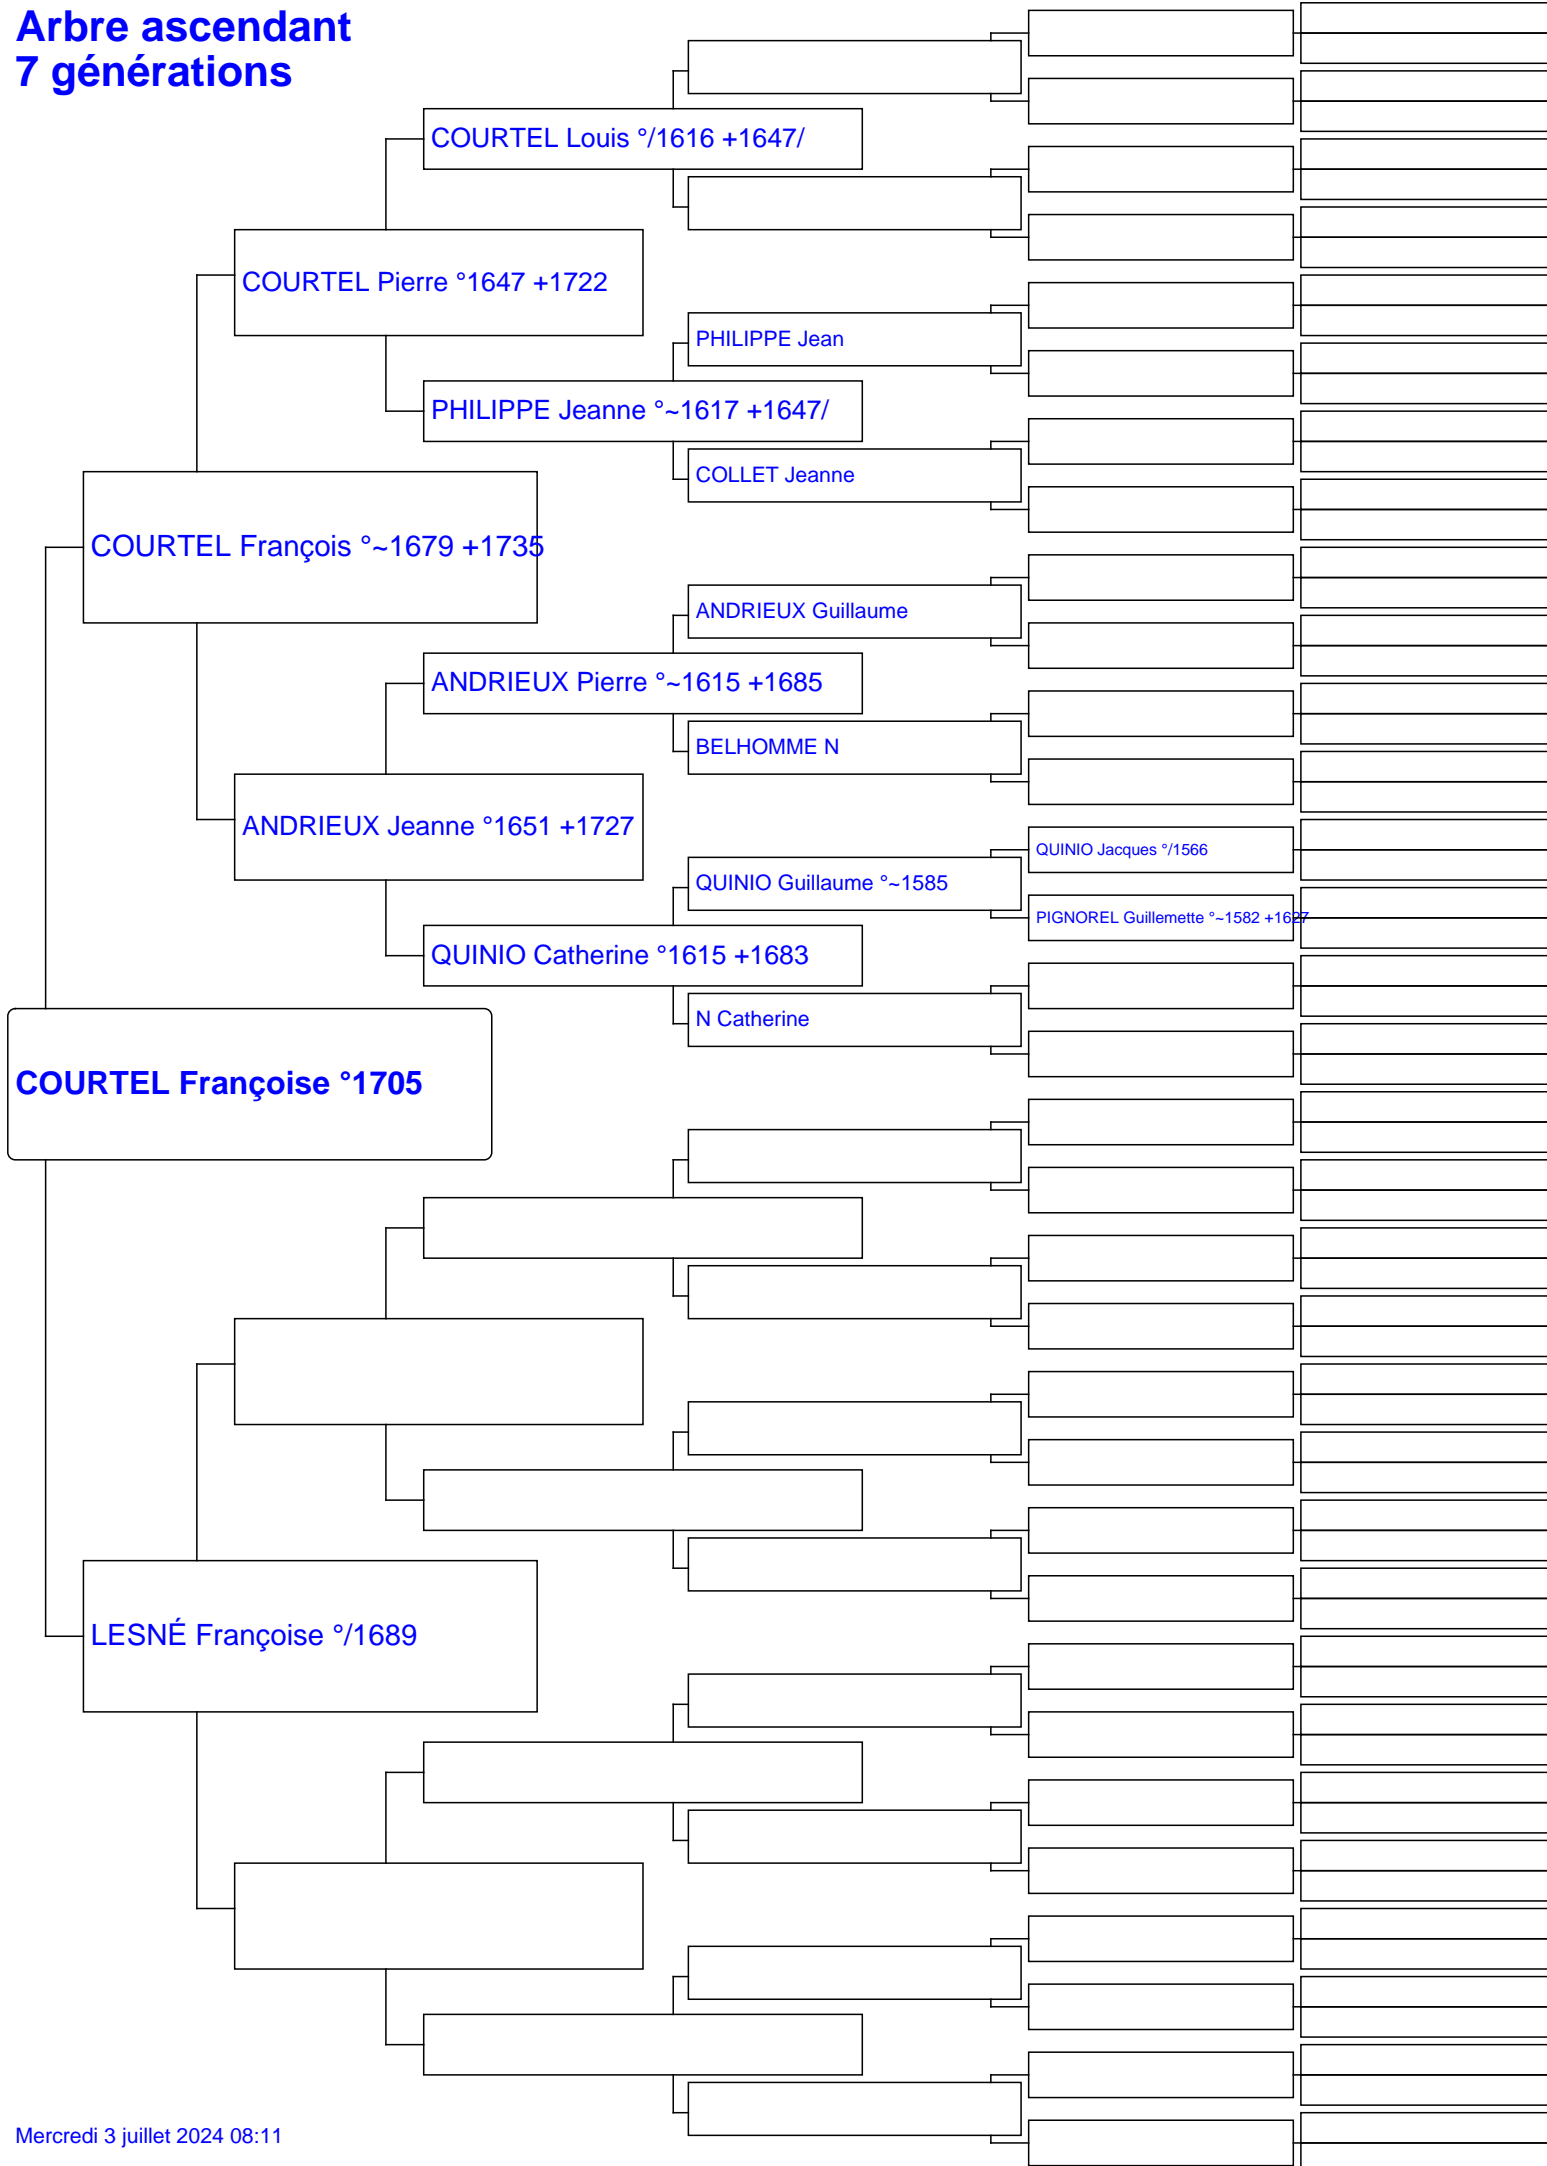 Arbre ascendant
7 générations
COURTEL Louis °/1616 +1647/
COURTEL Pierre °1647 +1722
PHILIPPE Jean
PHILIPPE Jeanne °~1617 +1647/
COLLET Jeanne
COURTEL François °~1679 +1735
ANDRIEUX Guillaume
ANDRIEUX Pierre °~1615 +1685
BELHOMME N
ANDRIEUX Jeanne °1651 +1727
QUINIO Jacques °/1566
QUINIO Guillaume °~1585
PIGNOREL Guillemette °~1582 +1627
QUINIO Catherine °1615 +1683
N Catherine
COURTEL Françoise °1705
LESNÉ Françoise °/1689
Mercredi 3 juillet 2024 08:11